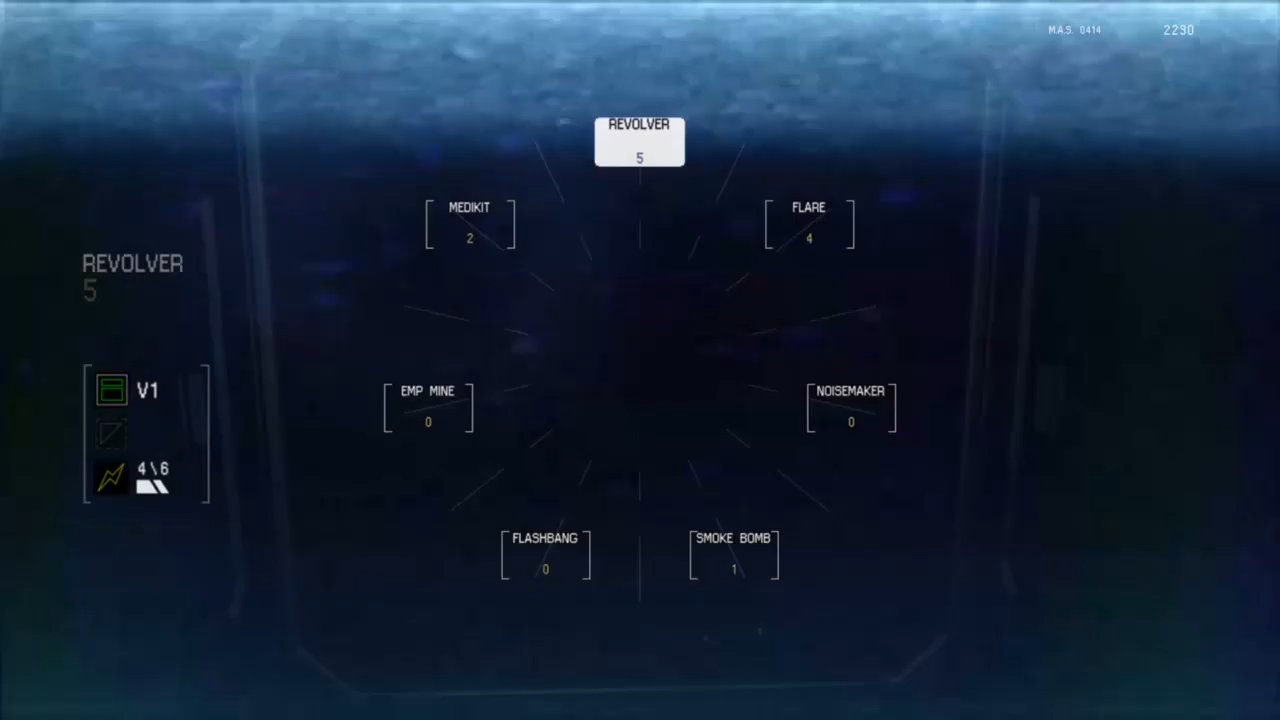 M.A.S. 0414 2230
REVOLVER
5
MEDIKIT
2
FLARE
4
REVOLVER
5
EMP MINE
0
NOISEMAKER
0
V1
4\6
FLASHBANG
0
SMOKE BOMB
1